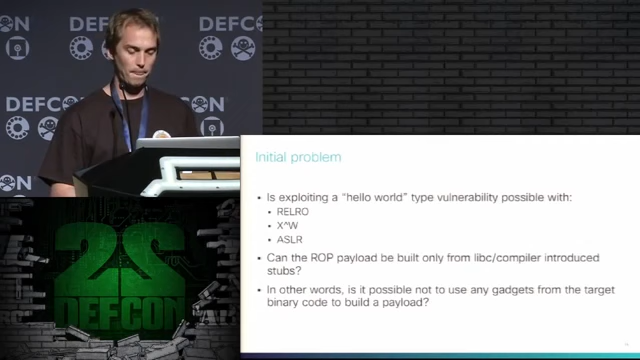 DEFCON
DEFCON
DEFCON
DEFCON
Initial problem
• Is exploiting a "hello world" type vulnerability possible with:
• RELRO
• X^W
• ASLR
• Can the ROP payload be built only from libc/compiler introduced
stubs?
• In other words, is it possible not to use any gadgets from the target
binary code to build a payload?
22
DEFCON